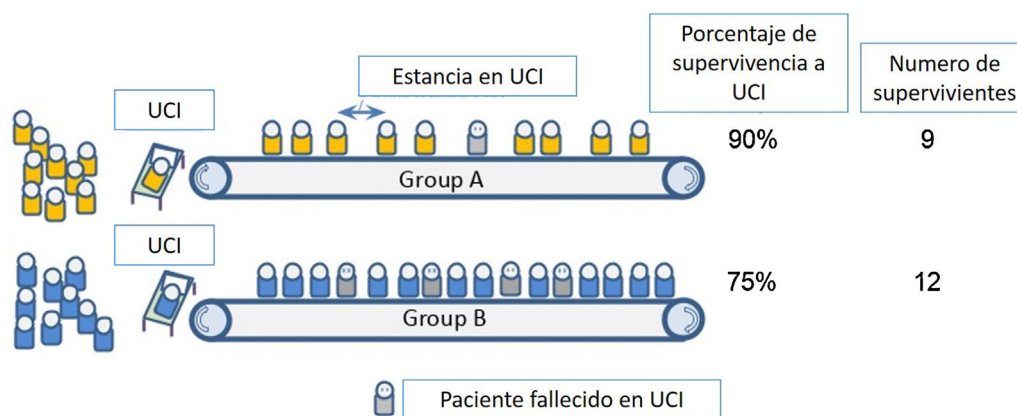 Porcentaje de
supervivencia a
UCI
Numero de
supervivientes
Estancia en UCI
UCI
90%
9
Group A
UCI
75%
12
Group B
Paciente fallecido en UCI